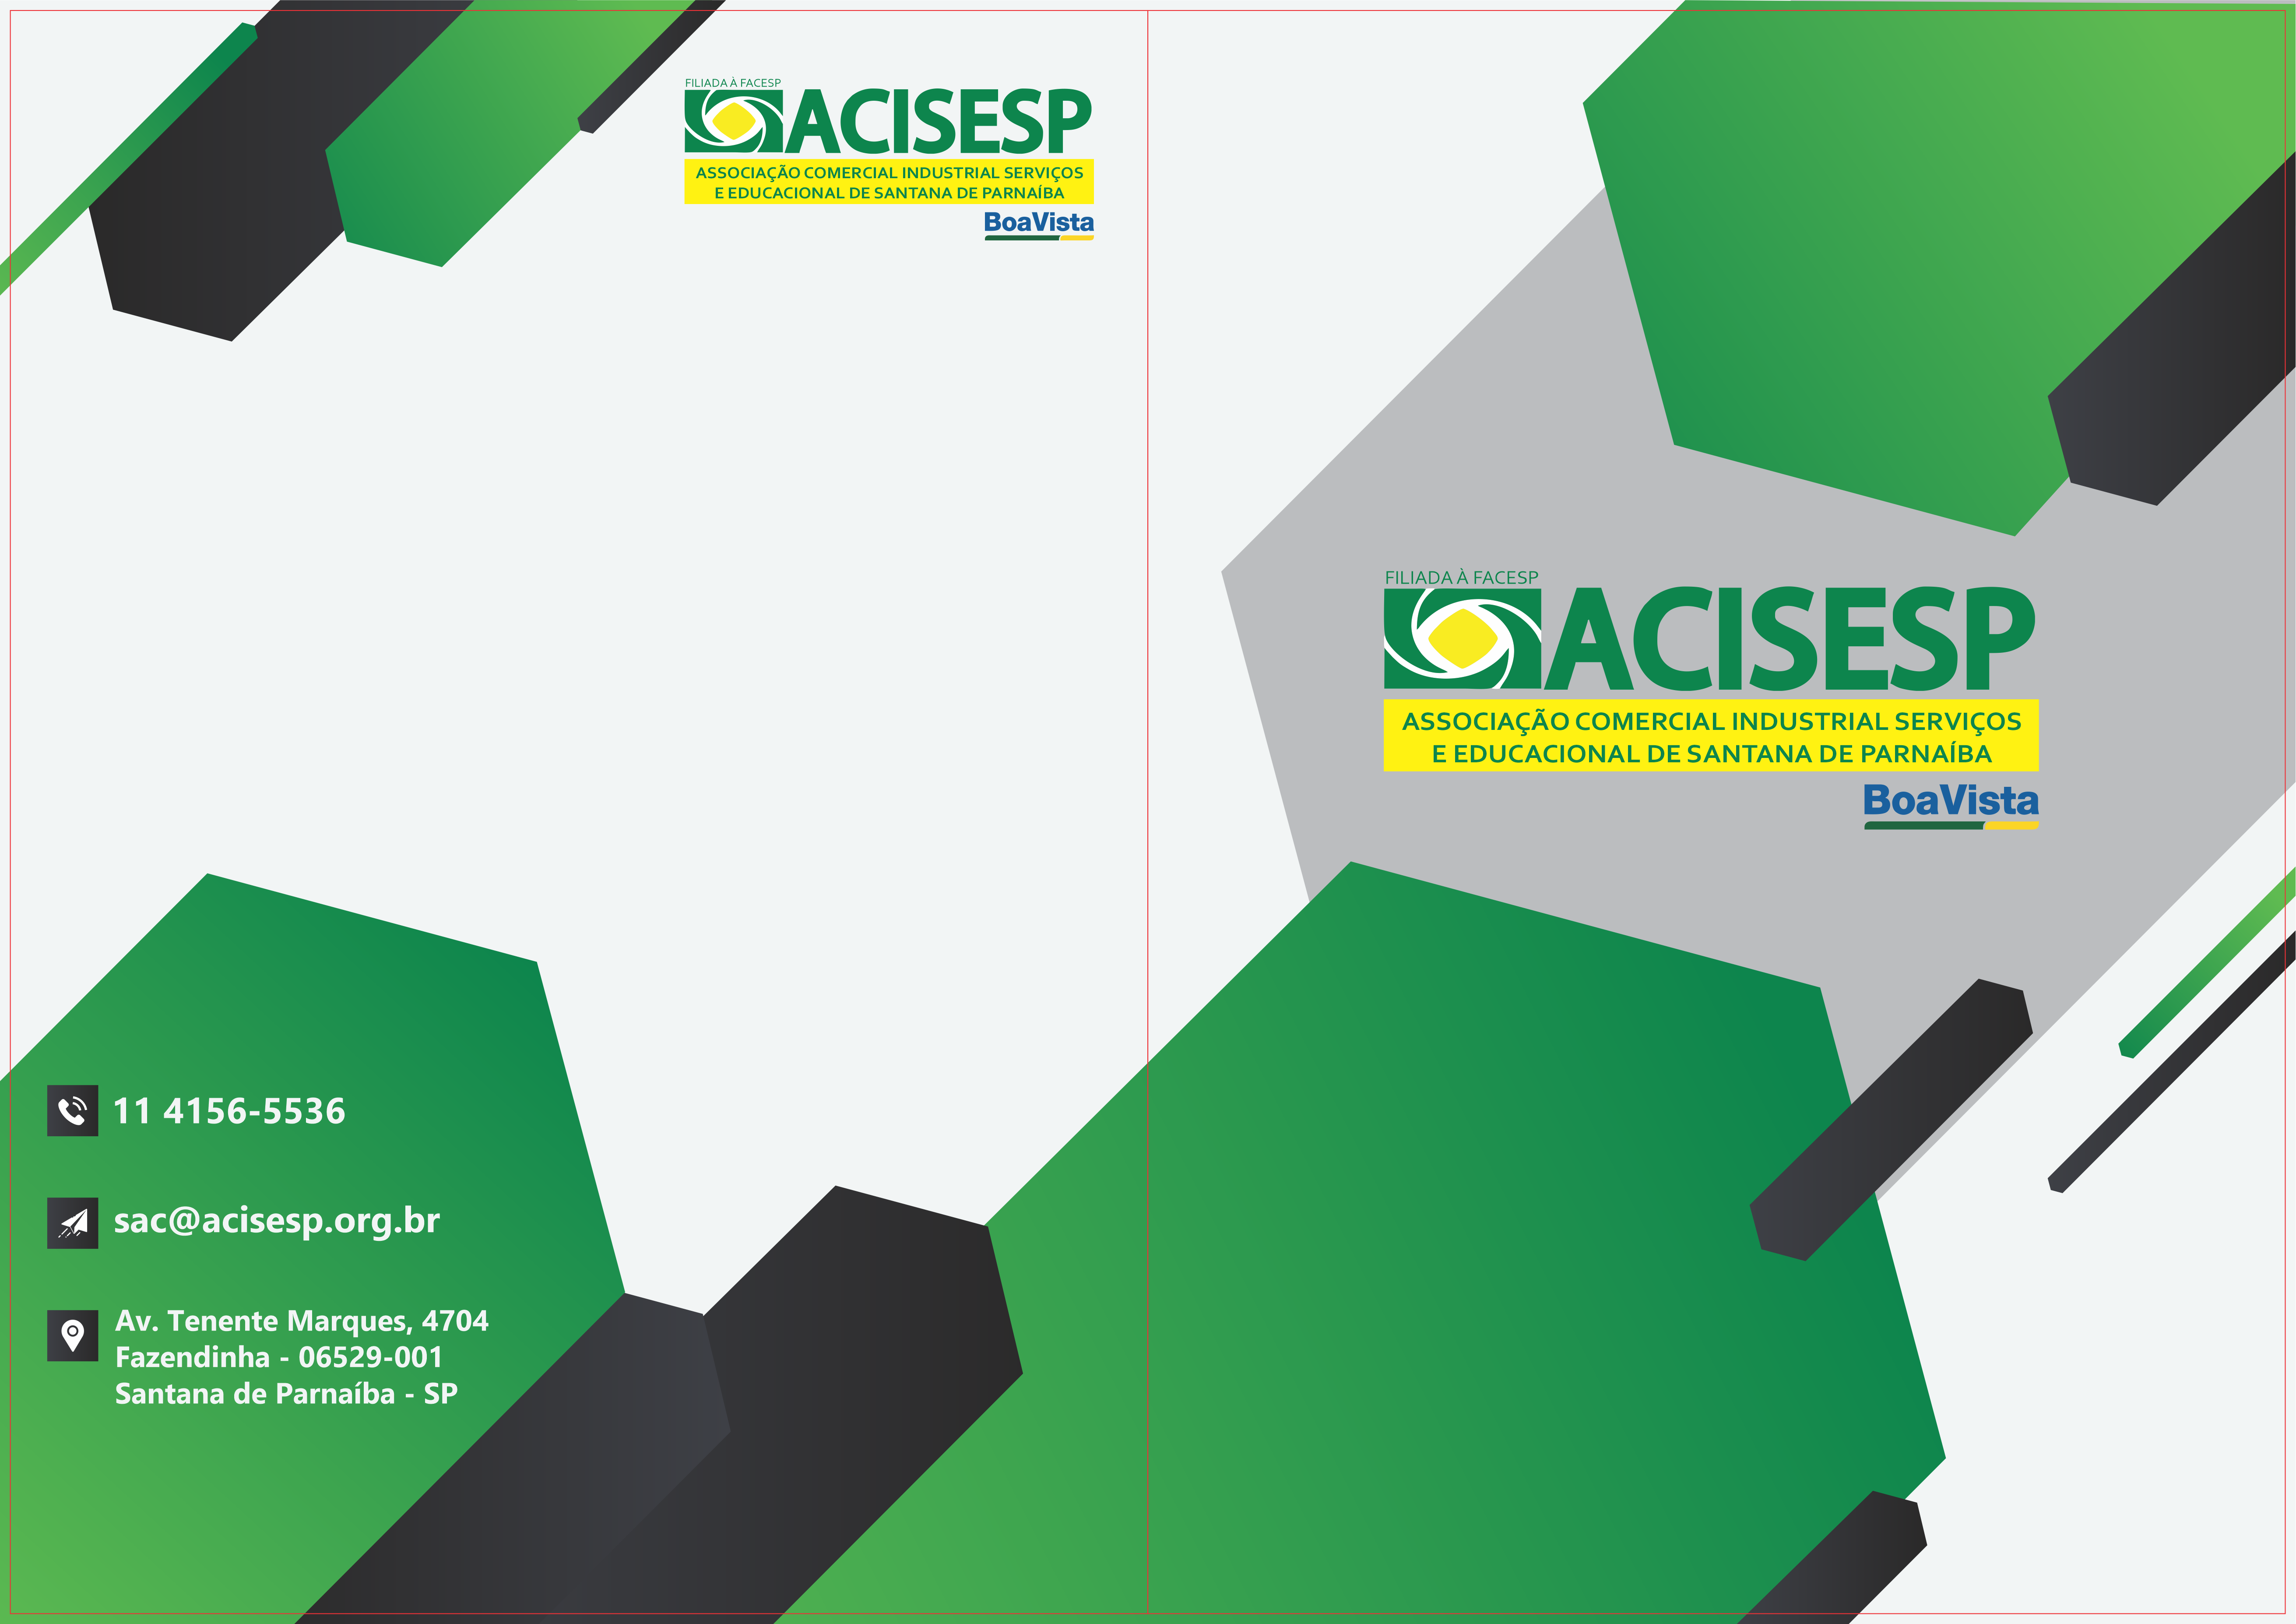 FILIADA À FACESP
ACISESP
ASSOCIAÇÃO COMERCIAL INDUSTRIAL SERVIÇOS
E EDUCACIONAL DE SANTANA DE PARNAÍBA
BoaVista
11 4156-5536
sac@acisesp.org.br
Av. Tenente Marques, 4704
Fazendinha - 06529-001
Santana de Parnaíba - SP
FILIADA À FACESP
ACISESP
ASSOCIAÇÃO COMERCIAL INDUSTRIAL SERVIÇOS
E EDUCACIONAL DE SANTANA DE PARNAÍBA
BoaVista